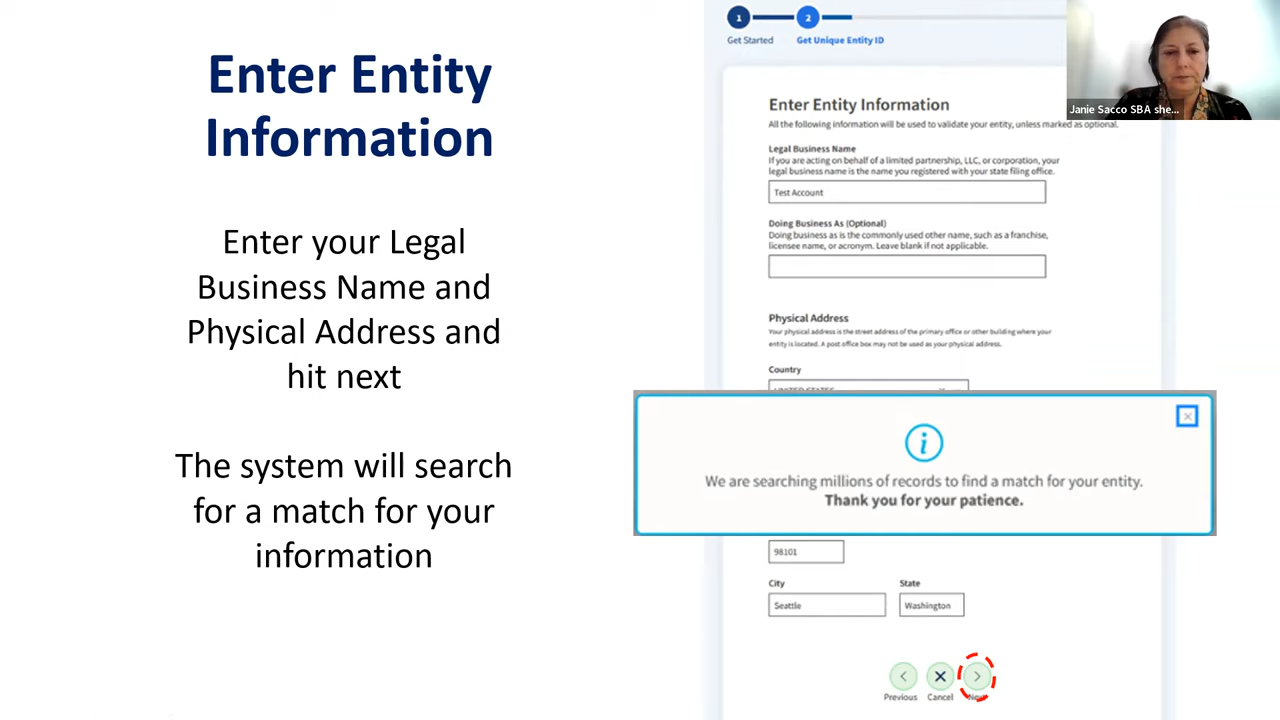 Enter Entity
Information
Enter your Legal
Business Name and
Physical Address and
hit next
The system will search
for a match for your
information
1
2
Get Started
Get Unique Entity ID
Janie Sacco SBA she...
Enter Entity Information
All the following information will be used to validate your entity, unless marked as optional.
Legal Business Name
If you are acting on behalf of a limited partnership, LLC, or corporation, your
legal business name is the name you registered with your state filing office.
Test Account
Doing Business As (Optional)
Doing business as is the commonly used other name, such as a franchise,
licensee name, or acronym. Leave blank if not applicable.
Physical Address
Your physical address is the street address of the primary office or other building where your
entity is located. A post office box may not be used as your physical address.
Country
UNITED STATES
We are searching millions of records to find a match for your entity.
Thank you for your patience.
98101
City
State
Seattle
Washington
Previous
Cancel
Next